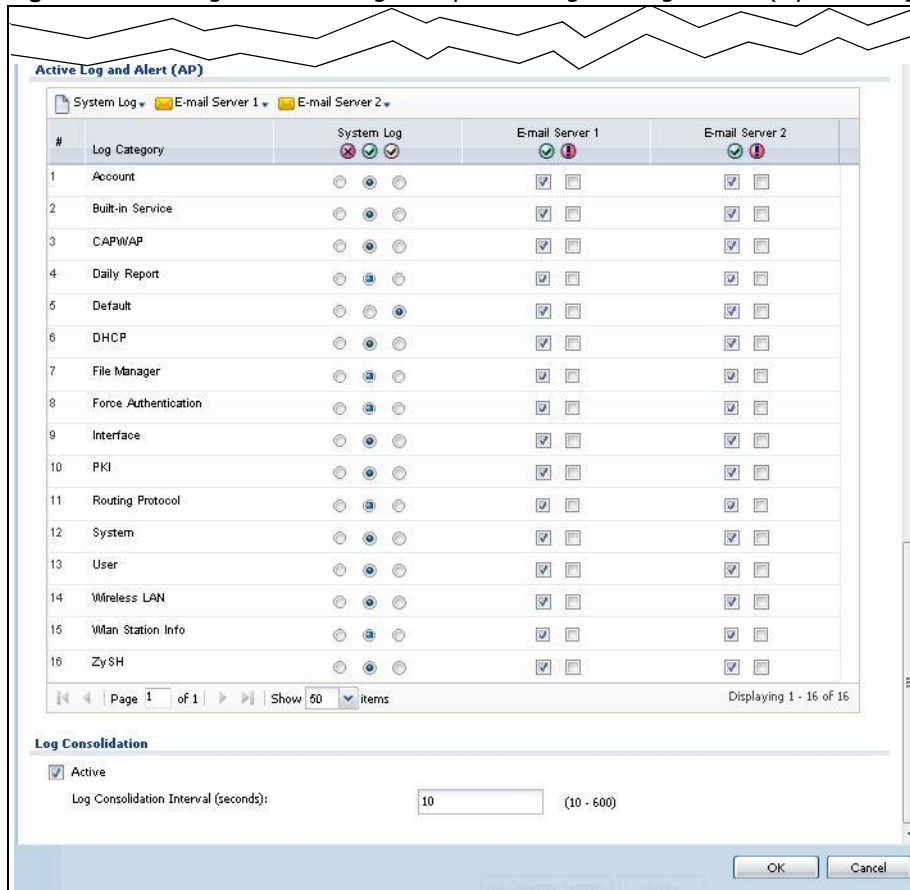 Active Log and Alert (AP)
System Log E-mail Server 1 E-mail Server 2
# Log Category System Log E-mail Server 1 E-mail Server 2
1 Account
2 Built-in Service
3 CAPWAP
4 Daily Report
5 Default
6 DHCP
7 File Manager
8 Force Authentication
9 Interface
10 PKI
11 Routing Protocol
12 System
13 User
14 Wireless LAN
15 Wlan Station Info
16 ZySH
Page 1 of 1 Show 50 items Displaying 1 - 16 of 16
Log Consolidation
Active
Log Consolidation Interval (seconds): 10 (10 - 600)
OK Cancel